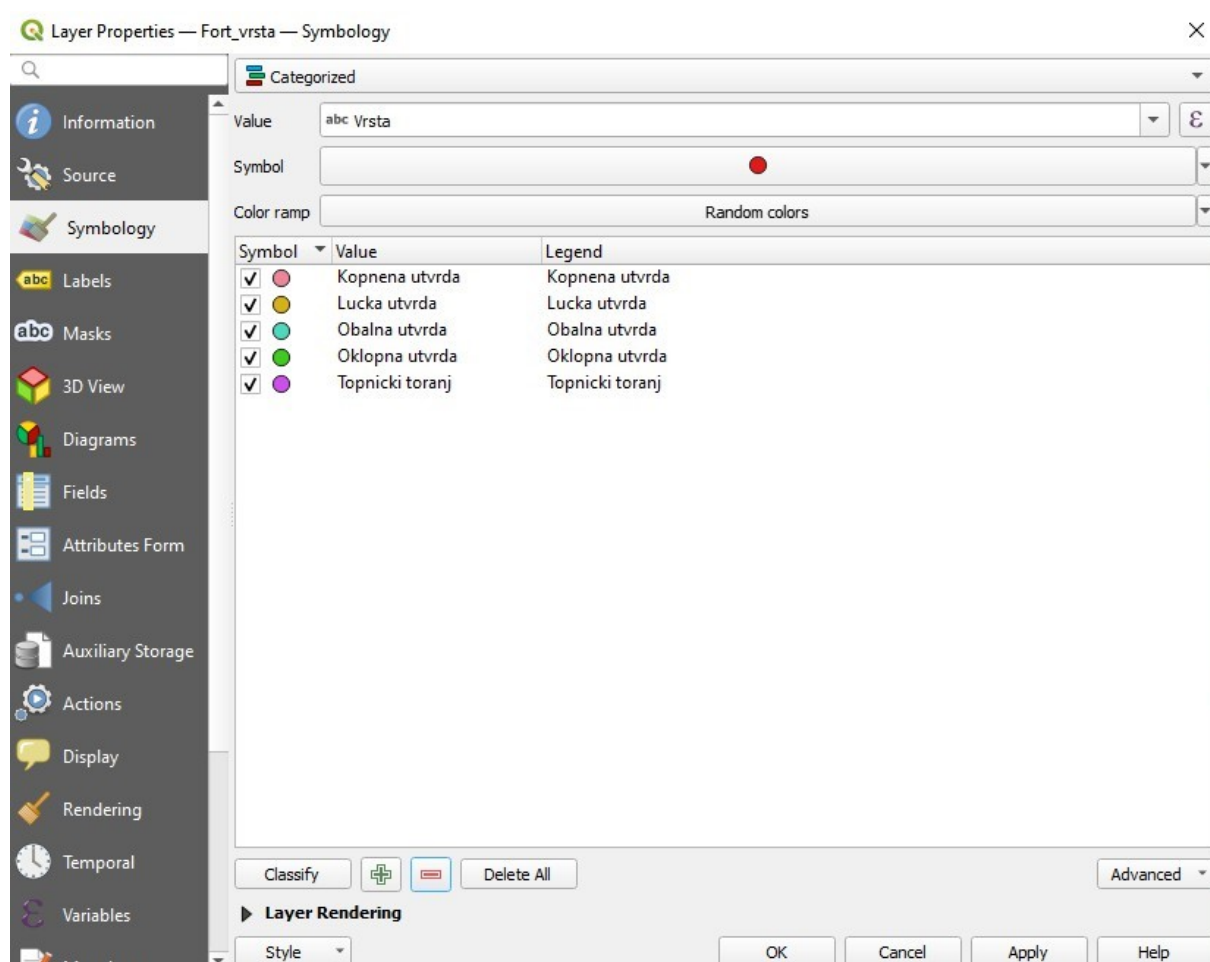 Layer Properties — Fort_vrsta — Symbology
Categorized
Information
Value abc Vrsta ε
Source
Symbol
Symbology
Color ramp Random colors
Symbol Value Legend
Kopnena utvrda Kopnena utvrda
abc Labels
Lucka utvrda Lucka utvrda
abc Masks
Obalna utvrda Obalna utvrda
Oklopna utvrda Oklopna utvrda
3D View
Topnicki toranj Topnicki toranj
Diagrams
Fields
Attributes Form
Joins
Auxiliary Storage
Actions
Display
Rendering
Temporal
Classify Delete All Advanced
Variables
Layer Rendering
Style OK Cancel Apply Help